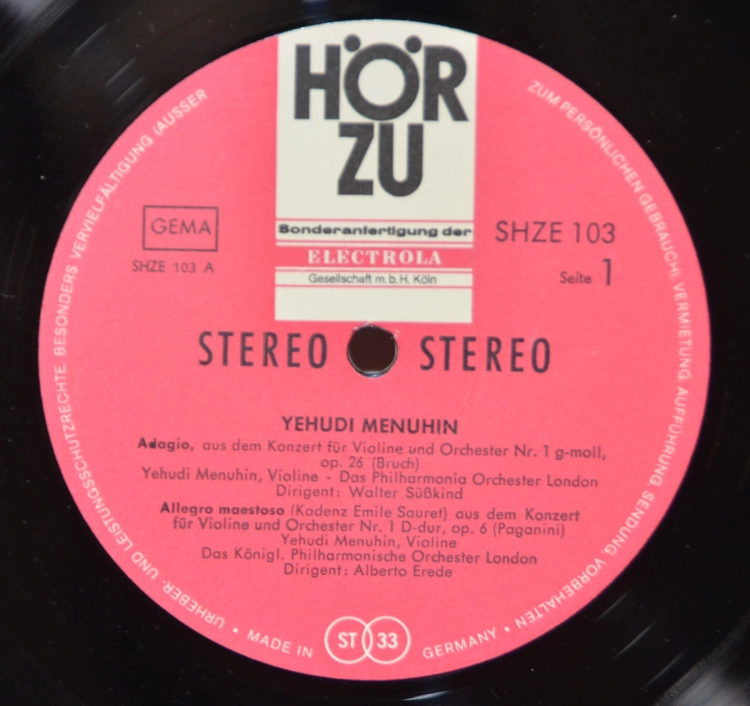 HÖR
ZU
Sonderanfertigung der
ELECTROLA
Gesellschaft m. b. H. Köln
GEMA
SHZE 103 A
SHZE 103
Seite 1
STEREO STEREO
YEHUDI MENUHIN
Adagio, aus dem Konzert für Violine und Orchester Nr. 1 g-moll,
op. 26 (Bruch)
Yehudi Menuhin, Violine - Das Philharmonia Orchester London
Dirigent: Walter Süßkind
Allegro maestoso (Kadenz Emile Sauret) aus dem Konzert
für Violine und Orchester Nr. 1 D-dur, op. 6 (Paganini)
Yehudi Menuhin, Violine
Das Königl. Philharmonische Orchester London
Dirigent: Alberto Erede
URHEBER- UND LEISTUNGSSCHUTZRECHTE, BESONDERS VERVIELFÄLTIGUNG (AUSSER
ZUM PERSÖNLICHEN GEBRAUCH), VERMIETUNG, AUFFÜHRUNG, SENDUNG, VORBEHALTEN
• MADE IN ST 33 GERMANY •